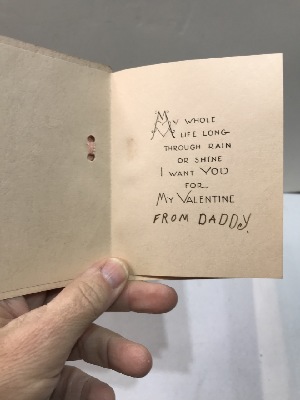 My whole
life long
through rain
or shine
I want You
for
My Valentine
FROM DADDY.